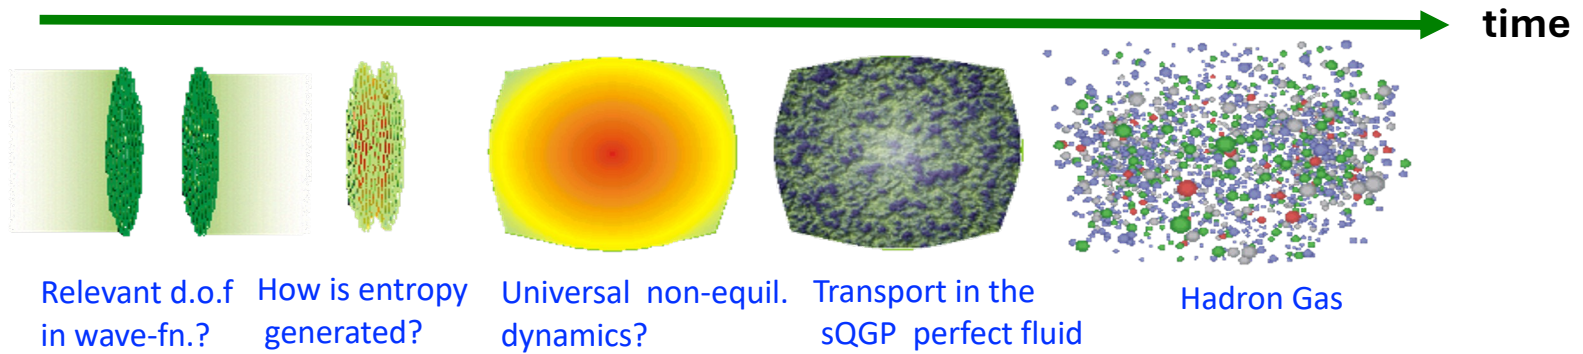 time
Relevant d.o.f
in wave-fn.?
How is entropy
generated?
Universal non-equil.
dynamics?
Transport in the
sQGP perfect fluid
Hadron Gas